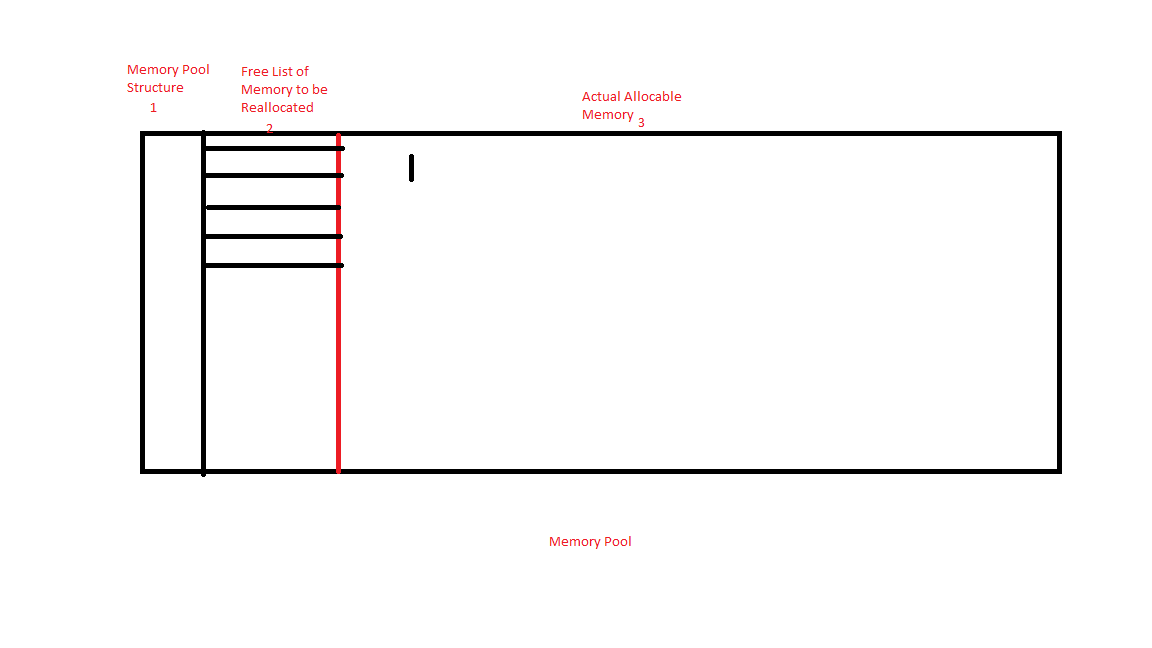 Memory Pool
Structure
1
Free List of
Memory to be
Reallocated
2
Actual Allocable
Memory 3
Memory Pool